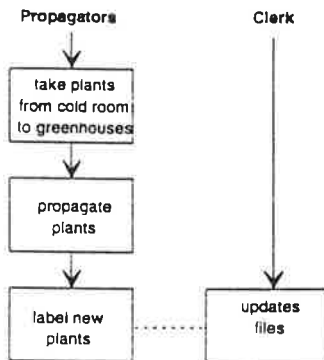 Propagators
Clerk
take plants
from cold room
to greenhouses
propagate
plants
label new
plants
updates
files